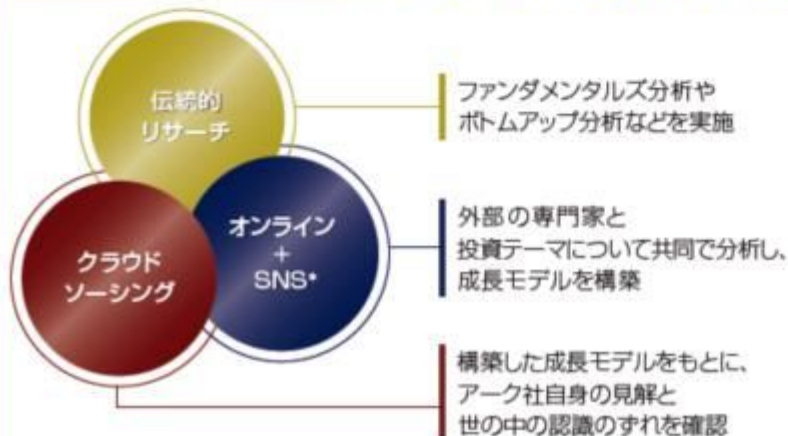 伝統的
リサーチ
ファンダメンタルズ分析や
ボトムアップ分析などを実施
オンライン
+
SNS*
外部の専門家と
投資テーマについて共同で分析し、
成長モデルを構築
クラウド
ソーシング
構築した成長モデルをもとに、
アーク社自身の見解と
世の中の認識のずれを確認